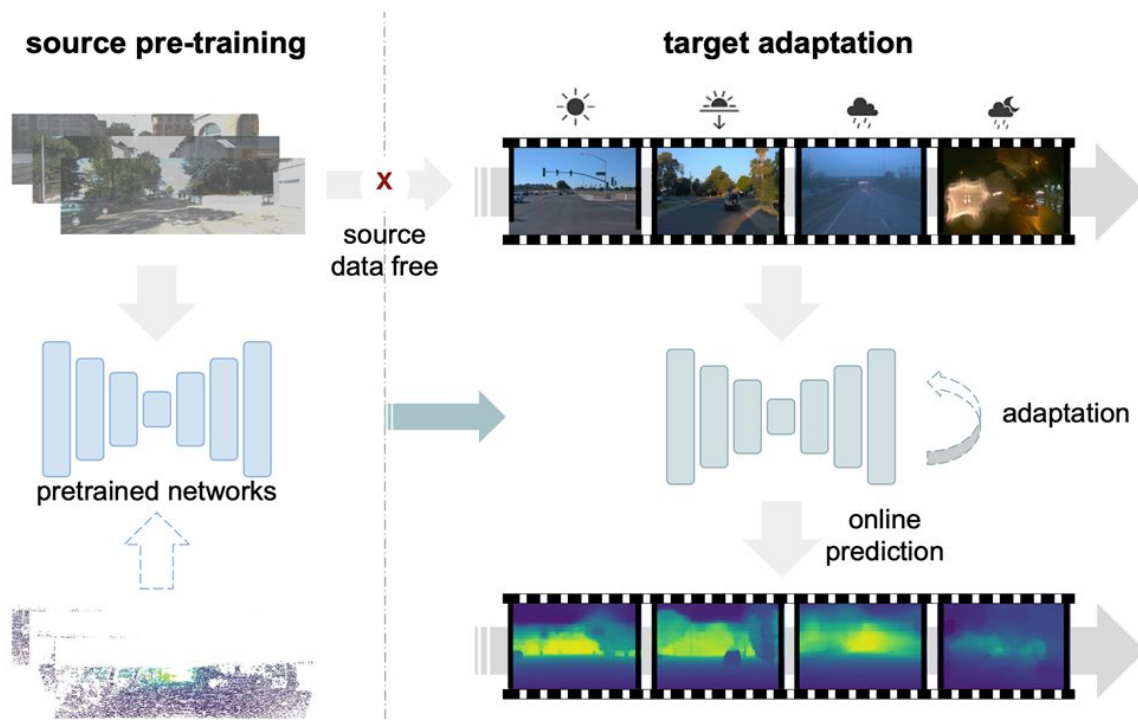 source pre-training
target adaptation
x
source
data free
pretrained networks
adaptation
online
prediction